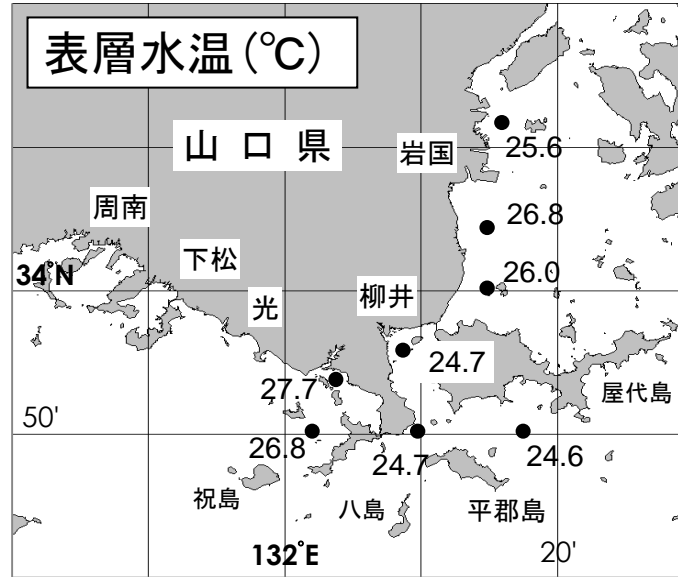 表層水温(℃)
山口県
岩国
25.6
周南
26.8
下松
34°N
26.0
光
柳井
24.7
27.7
屋代島
50'
26.8
24.7
24.6
祝島
八島
平郡島
132°E
20'